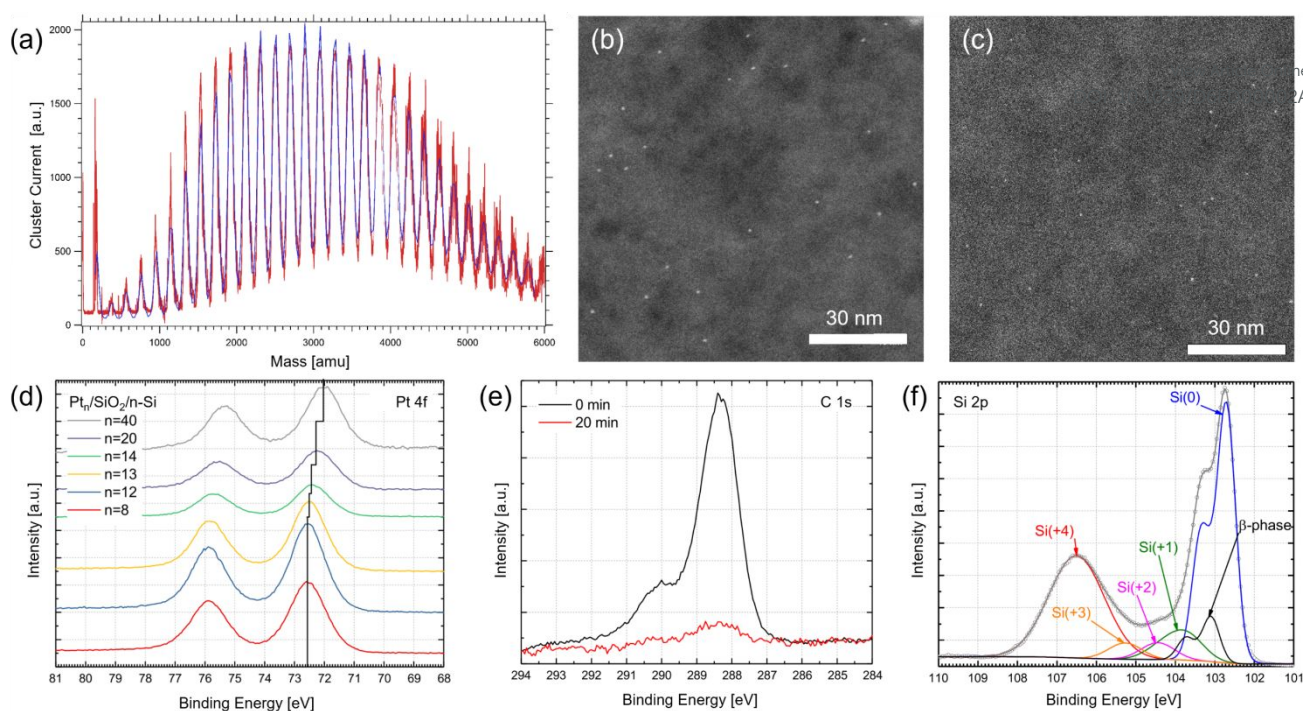 (a)
2000
1500
1000
500
0
Cluster Current [a.u.]
0 1000 2000 3000 4000 5000 6000
Mass [amu]
(b)
30 nm
(c)
30 nm
(d)
Ptn/SiO2/n-Si
Pt 4f
n=40
n=20
n=14
n=13
n=12
n=8
Intensity [a.u.]
81 80 79 78 77 76 75 74 73 72 71 70 69 68
Binding Energy [eV]
(e)
C 1s
0 min
20 min
Intensity [a.u.]
294 293 292 291 290 289 288 287 286 285 284
Binding Energy [eV]
(f)
Si 2p
Si(0)
β-phase
Si(+4)
Si(+1)
Si(+2)
Si(+3)
Intensity [a.u.]
110 109 108 107 106 105 104 103 102 101
Binding Energy [eV]